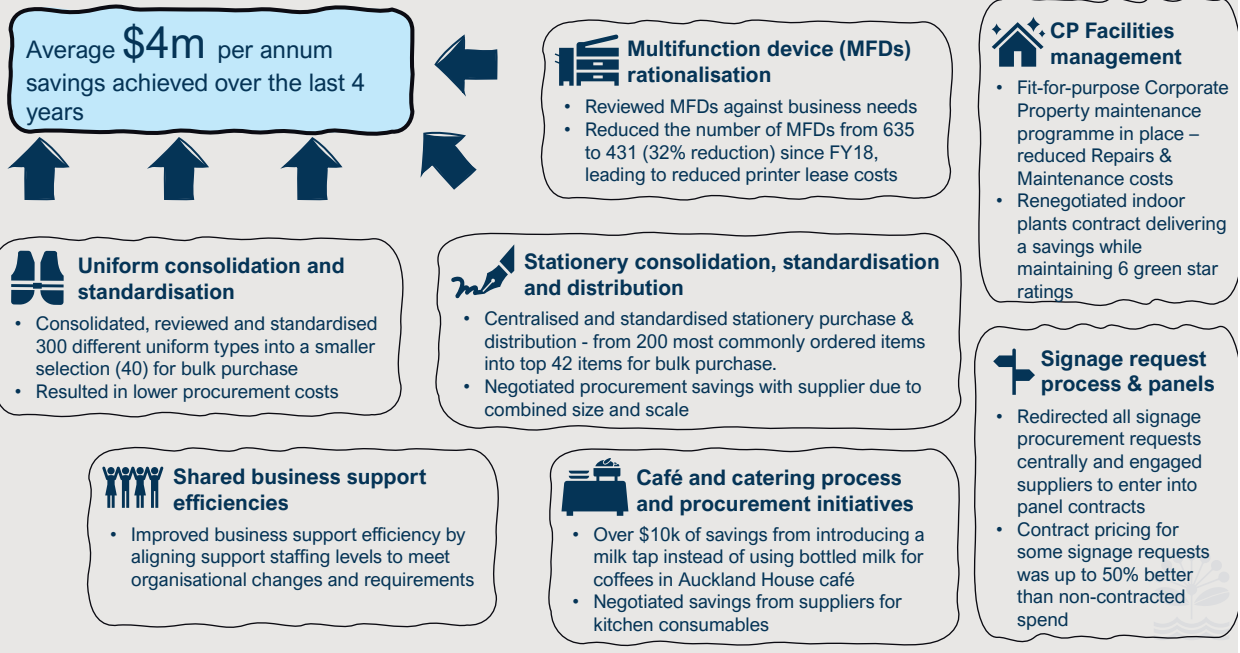 Average $4m per annum
savings achieved over the last 4
years
Multifunction device (MFDs)
rationalisation
• Reviewed MFDs against business needs
• Reduced the number of MFDs from 635
to 431 (32% reduction) since FY18,
leading to reduced printer lease costs
CP Facilities
management
• Fit-for-purpose Corporate
Property maintenance
programme in place –
reduced Repairs &
Maintenance costs
• Renegotiated indoor
plants contract delivering
a savings while
maintaining 6 green star
ratings
Uniform consolidation and
standardisation
• Consolidated, reviewed and standardised
300 different uniform types into a smaller
selection (40) for bulk purchase
• Resulted in lower procurement costs
Stationery consolidation, standardisation
and distribution
• Centralised and standardised stationery purchase &
distribution - from 200 most commonly ordered items
into top 42 items for bulk purchase.
• Negotiated procurement savings with supplier due to
combined size and scale
Signage request
process & panels
• Redirected all signage
procurement requests
centrally and engaged
suppliers to enter into
panel contracts
• Contract pricing for
some signage requests
was up to 50% better
than non-contracted
spend
Shared business support
efficiencies
• Improved business support efficiency by
aligning support staffing levels to meet
organisational changes and requirements
Café and catering process
and procurement initiatives
• Over $10k of savings from introducing a
milk tap instead of using bottled milk for
coffees in Auckland House café
• Negotiated savings from suppliers for
kitchen consumables